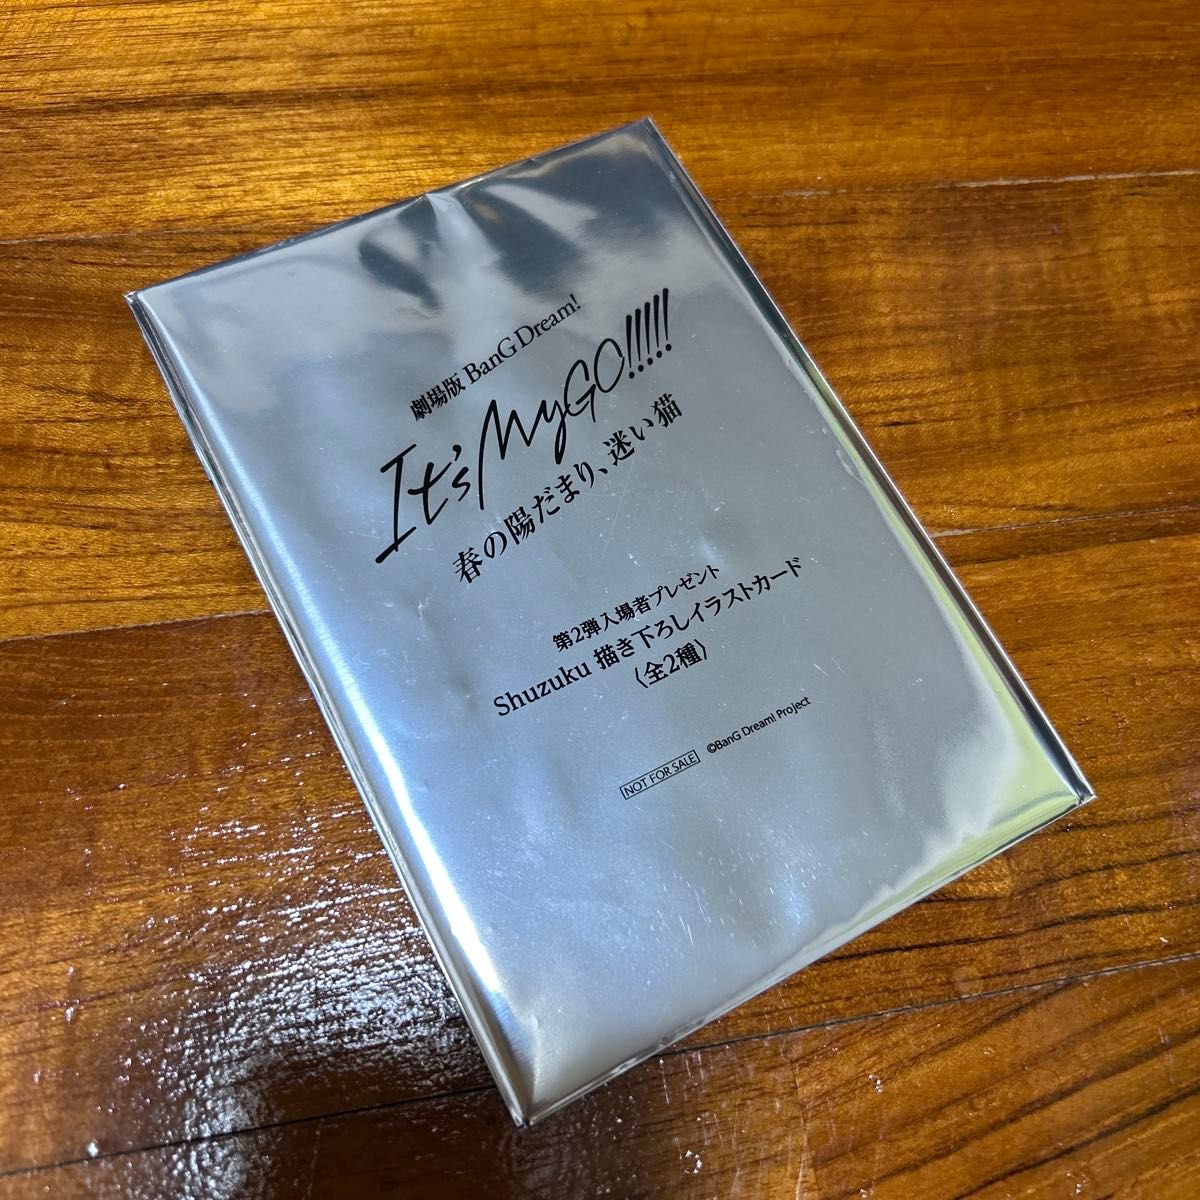 劇場版 BanG Dream!
It's MyGO!!!!!
春の陽だまり、迷い猫
第2弾入場者プレゼント
Shuzuku 描き下ろしイラストカード
〈全2種〉
NOT FOR SALE ©BanG Dream! Project